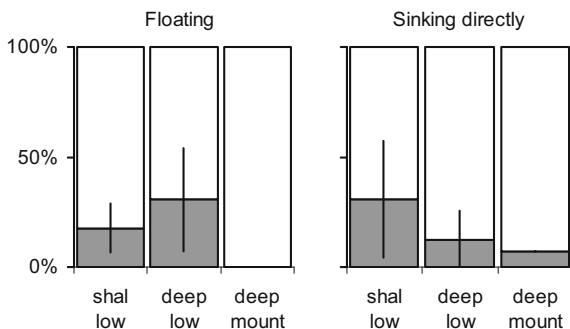 Floating Sinking directly
100%
50%
0%
shal deep deep shal deep deep
low low mount low low mount